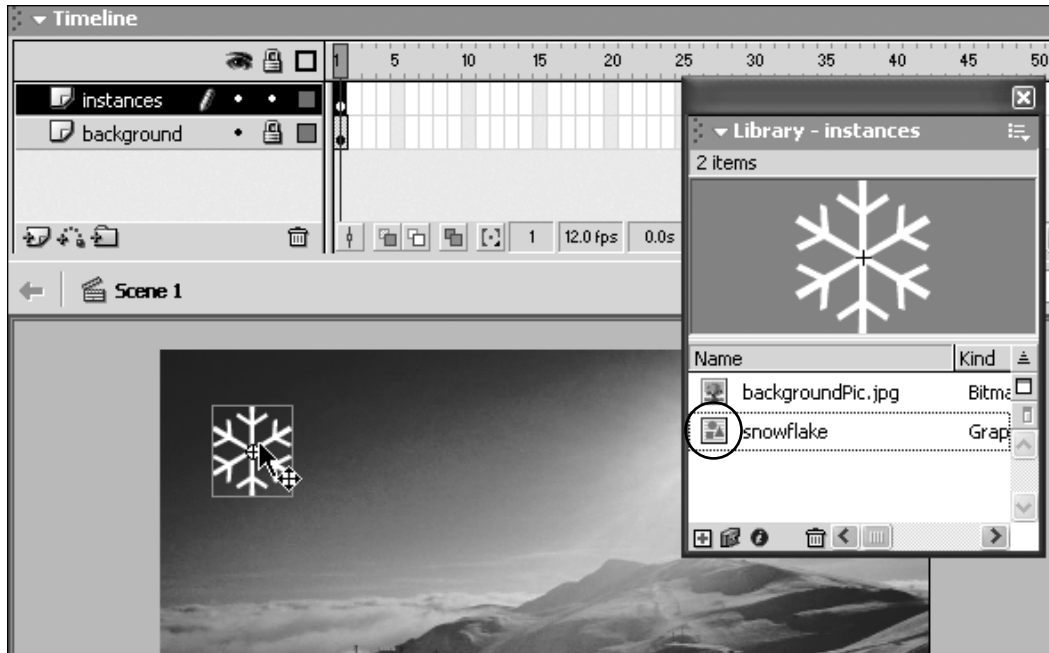 Timeline
1 5 10 15 20 25 30 35 40 45 50
instances
background
1 12.0 fps 0.0s
Scene 1
Library - instances
2 items
Name Kind
backgroundPic.jpg Bitma
snowflake Grap